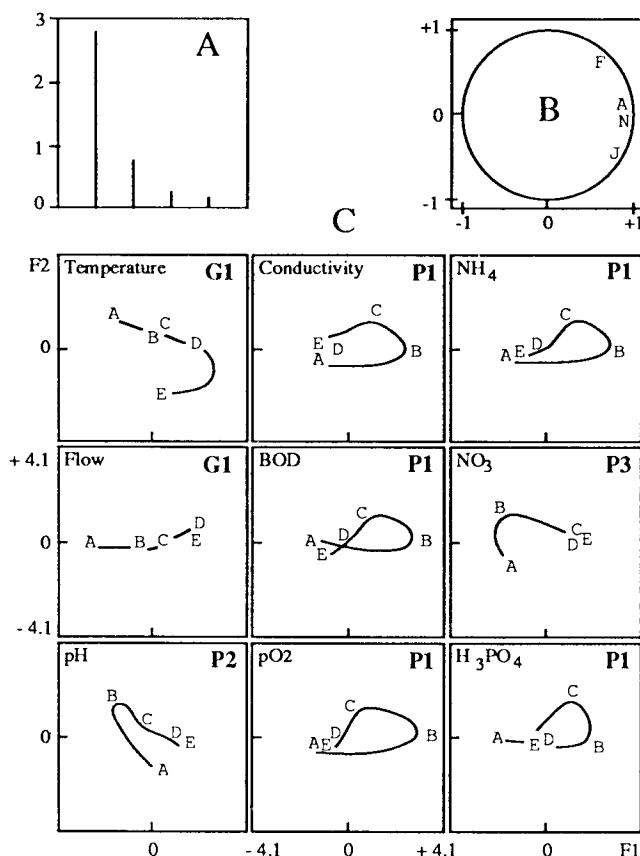 3
2
1
0
A
+1
0
-1
-1 0 +1
B
F
A
N
J
C
F2
0
Temperature G1
A
B
C
D
E
Conductivity P1
C
E
A
D
B
NH4 P1
C
A
E
D
B
+ 4.1
0
- 4.1
Flow G1
A
B
C
D
E
BOD P1
C
A
E
D
B
NO3 P3
B
C
D
E
A
0
pH P2
B
C
D
E
A
pO2 P1
C
A
E
D
B
H3PO4 P1
C
A
E
D
B
0 - 4.1 0 + 4.1 0 F1